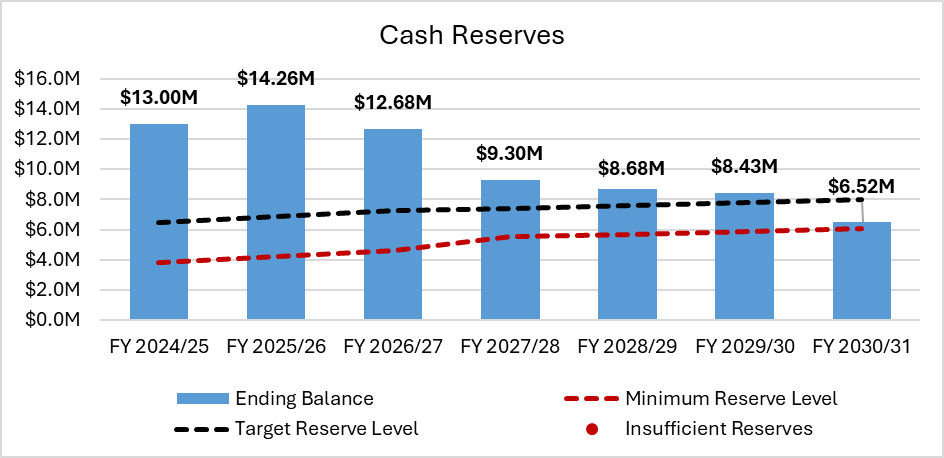 Cash Reserves
$16.0M
$14.0M
$12.0M
$10.0M
$8.0M
$6.0M
$4.0M
$2.0M
$0.0M
$13.00M
$14.26M
$12.68M
$9.30M
$8.68M
$8.43M
$6.52M
FY 2024/25 FY 2025/26 FY 2026/27 FY 2027/28 FY 2028/29 FY 2029/30 FY 2030/31
Ending Balance Minimum Reserve Level
Target Reserve Level Insufficient Reserves